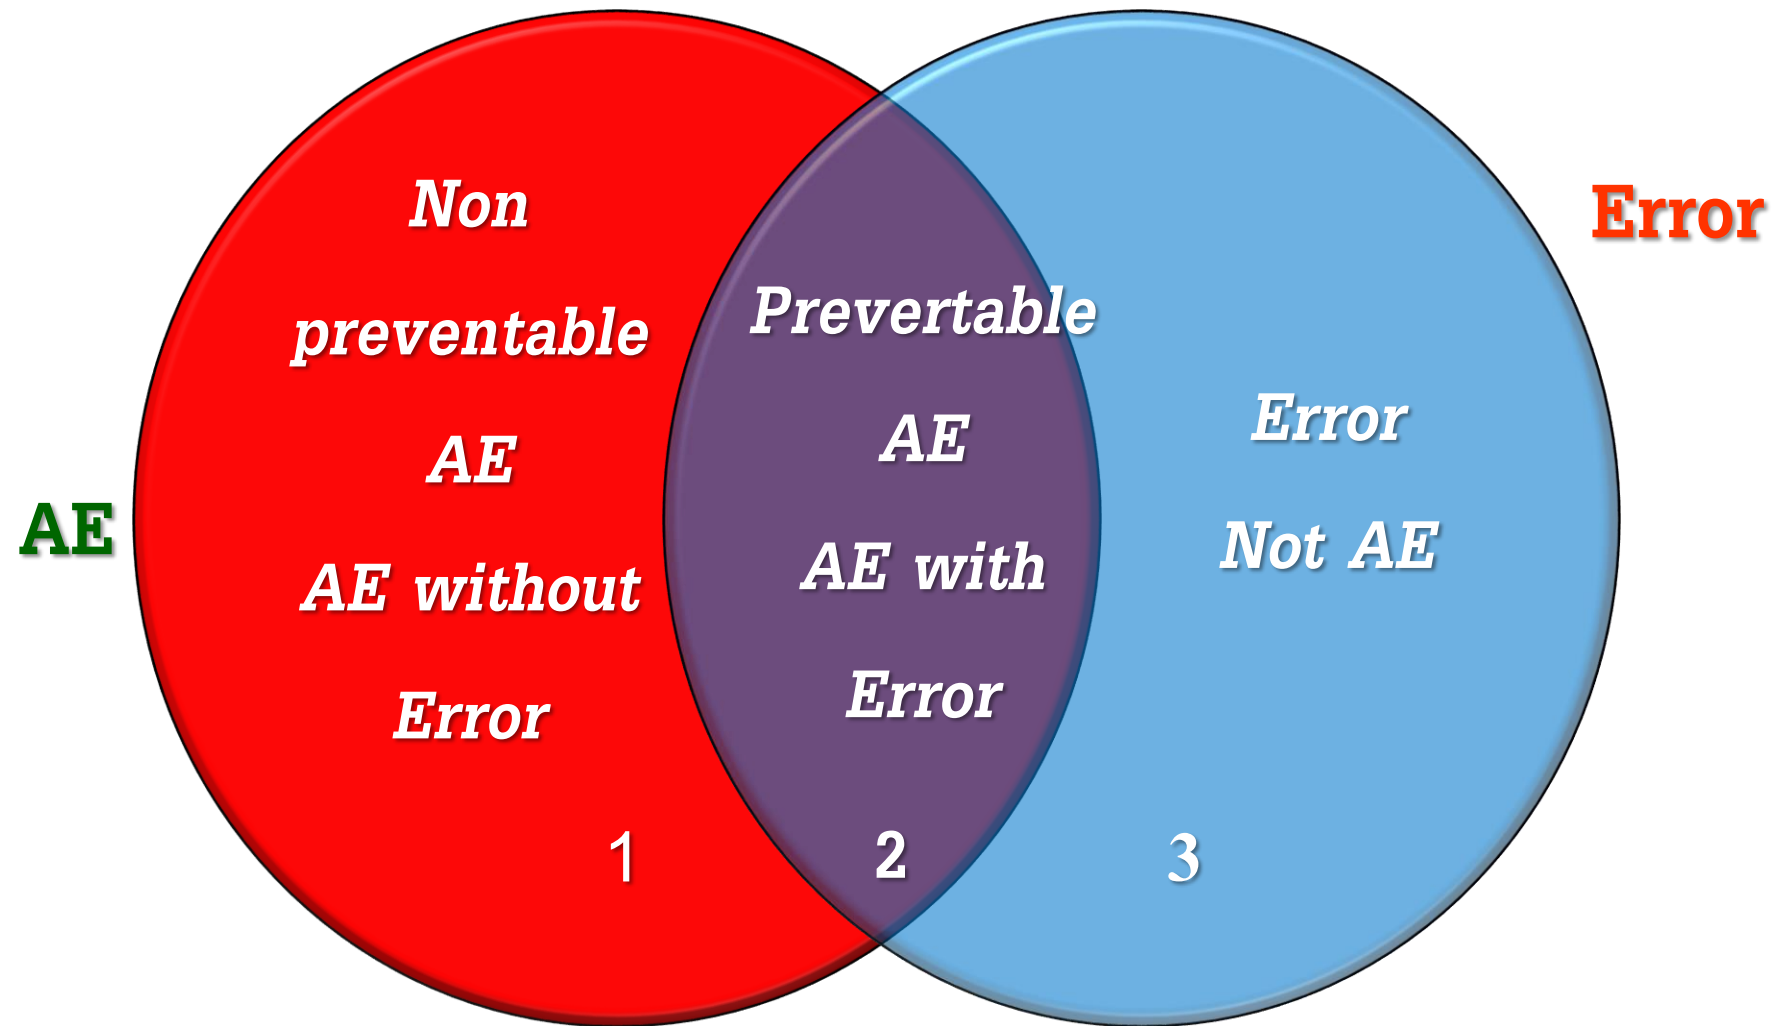 AE
Non
preventable
AE
AE without
Error
1
Prevertable
AE
AE with
Error
2
Error
Not AE
3
Error